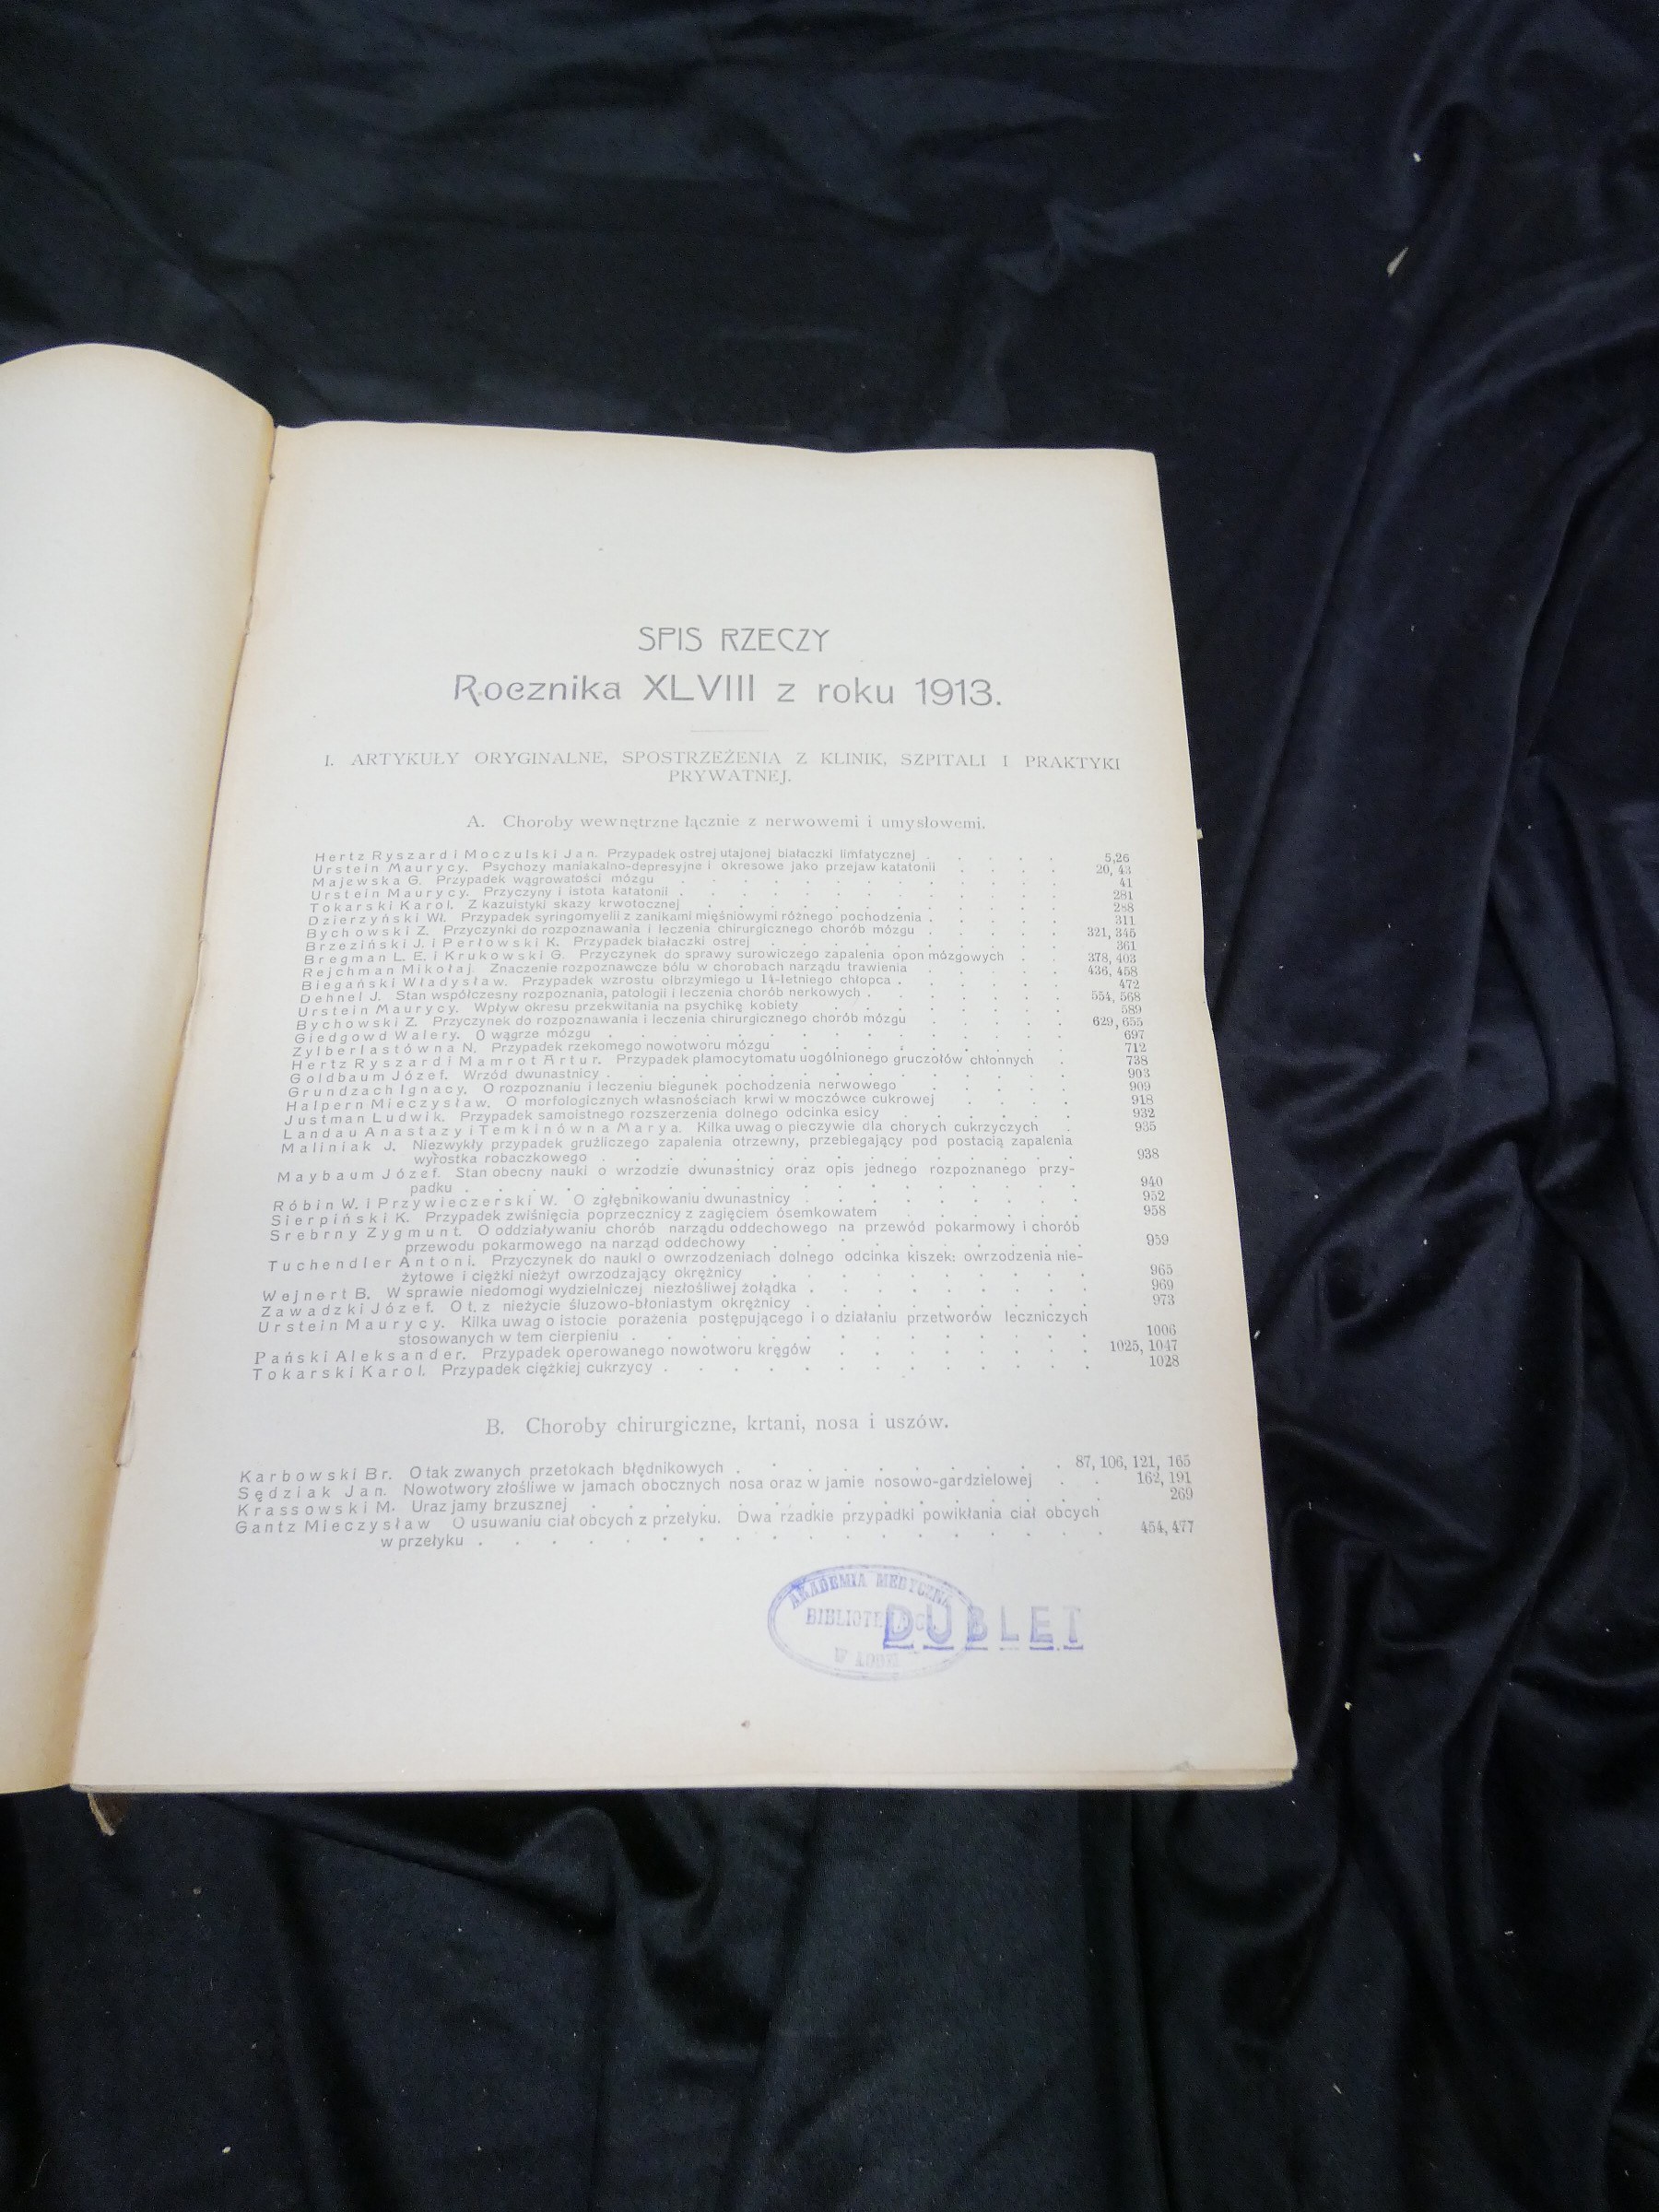 SPIS RZECZY
Rocznika XLVIII z roku 1913.
I. ARTYKUŁY ORYGINALNE, SPOSTRZEŻENIA Z KLINIK, SZPITALI I PRAKTYKI
PRYWATNEJ.
A. Choroby wewnętrzne łącznie z nerwowemi i umysłowemi.
Hertz Ryszard i Moczulski Jan. Przypadek ostrej utajonej białaczki limfatycznej . . . . . 5,26
Urstein Maurycy. Psychozy maniakalno-depresyjne i okresowe jako przejaw katatonii . . . . 20, 43
Majewska G. Przypadek wągrowatości mózgu . . . . . . . . . . 41
Urstein Maurycy. Przyczyny i istota katatonii . . . . . . . . . . 281
Tokarski Karol. Z kazuistyki skazy krwotocznej . . . . . . . . . . 288
Dzierzyński Wł. Przypadek syringomyelii z zanikami mięśniowymi różnego pochodzenia . . . . . 311
Bychowski Z. Przyczynki do rozpoznawania i leczenia chirurgicznego chorób mózgu . . . . . 321, 345
Brzeziński J. i Perłowski K. Przypadek białaczki ostrej . . . . . . . . 361
Bregman L. E. i Krukowski G. Przyczynek do sprawy surowiczego zapalenia opon mózgowych . . 378, 403
Rejchman Mikołaj. Znaczenie rozpoznawcze bólu w chorobach narządu trawienia . . . . . 436, 458
Biegański Władysław. Przypadek wzrostu olbrzymiego u 14-letniego chłopca . . . . . . 472
Dehnel J. Stan współczesny rozpoznania, patologii i leczenia chorób nerkowych . . . . . . 554, 568
Urstein Maurycy. Wpływ okresu przekwitania na psychikę kobiety . . . . . . . 589
Bychowski Z. Przyczynek do rozpoznawania i leczenia chirurgicznego chorób mózgu . . . . . 629, 655
Giedgowd Walery. O wągrze mózgu . . . . . . . . . . . 697
Zylberlastówna N. Przypadek rzekomego nowotworu mózgu . . . . . . . 712
Hertz Ryszard i Mamrot Artur. Przypadek plamocytomatu uogólnionego gruczołów chłonnych . 738
Goldbaum Józef. Wrzód dwunastnicy . . . . . . . . . . . 903
Grundzach Ignacy. O rozpoznaniu i leczeniu biegunek pochodzenia nerwowego . . . . . 909
Halpern Mieczysław. O morfologicznych własnościach krwi w moczówce cukrowej . . . . 918
Justman Ludwik. Przypadek samoistnego rozszerzenia dolnego odcinka esicy . . . . . 932
Landau Anastazy i Temkinówna Marya. Kilka uwag o pieczywie dla chorych cukrzyczych . 935
Maliniak J. Niezwykły przypadek gruźliczego zapalenia otrzewny, przebiegający pod postacią zapalenia
wyrostka robaczkowego . . . . . . . . . . . . 938
Maybaum Józef. Stan obecny nauki o wrzodzie dwunastnicy oraz opis jednego rozpoznanego przy-
padku . . . . . . . . . . . . . . . 940
Róbin W. i Przywieczerski W. O zgłębnikowaniu dwunastnicy . . . . . . . 952
Sierpiński K. Przypadek zwiśnięcia poprzecznicy z zagięciem ósemkowatem . . . . . 958
Srebrny Zygmunt. O oddziaływaniu chorób narządu oddechowego na przewód pokarmowy i chorób
przewodu pokarmowego na narząd oddechowy . . . . . . . . 959
Tuchendler Antoni. Przyczynek do nauki o owrzodzeniach dolnego odcinka kiszek: owrzodzenia nie-
żytowe i ciężki nieżyt owrzodzający okrężnicy . . . . . . . . 965
Wejnert B. W sprawie niedomogi wydzielniczej niezłośliwej żołądka . . . . . . . 969
Zawadzki Józef. O t. z nieżycie śluzowo-błoniastym okrężnicy . . . . . . . 973
Urstein Maurycy. Kilka uwag o istocie porażenia postępującego i o działaniu przetworów leczniczych
stosowanych w tem cierpieniu . . . . . . . . . . . 1006
Pański Aleksander. Przypadek operowanego nowotworu kręgów . . . . . . 1025, 1047
Tokarski Karol. Przypadek ciężkiej cukrzycy . . . . . . . . . . 1028
B. Choroby chirurgiczne, krtani, nosa i uszów.
Karbowski Br. O tak zwanych przetokach błędnikowych . . . . . . . . . 87, 106, 121, 165
Sędziak Jan. Nowotwory złośliwe w jamach obocznych nosa oraz w jamie nosowo-gardzielowej . . 162, 191
Krassowski M. Uraz jamy brzusznej . . . . . . . . . . . . 269
Gantz Mieczysław O usuwaniu ciał obcych z przełyku. Dwa rzadkie przypadki powikłania ciał obcych
w przełyku . . . . . . . . . . . . . . 454, 477
AKADEMIA MEDYCZNA
DUBLET